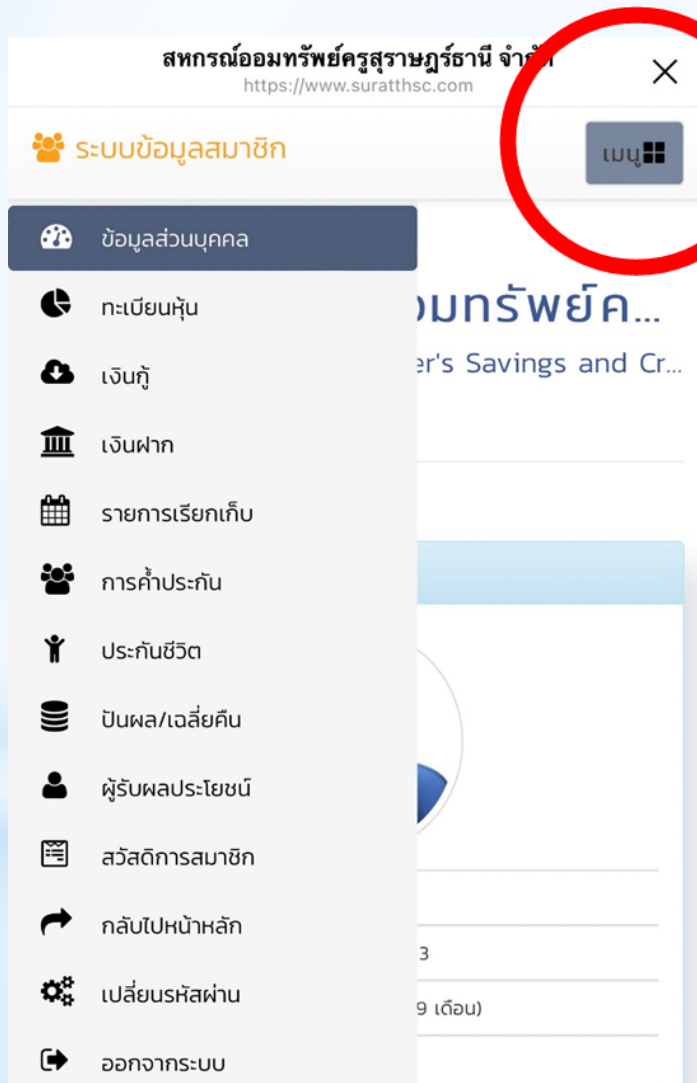 สหกรณ์ออมทรัพย์ครูสุราษฎร์ธานี จำกัด
https://www.suratthsc.com
ระบบข้อมูลสมาชิก
เมนู
ข้อมูลส่วนบุคคล
ทะเบียนหุ้น
อมทรัพย์ค...
เงินกู้
er's Savings and Cr...
เงินฝาก
รายการเรียกเก็บ
การค้ำประกัน
ประกันชีวิต
ปันผล/เฉลี่ยคืน
ผู้รับผลประโยชน์
สวัสดิการสมาชิก
กลับไปหน้าหลัก
3
เปลี่ยนรหัสผ่าน
9 เดือน)
ออกจากระบบ